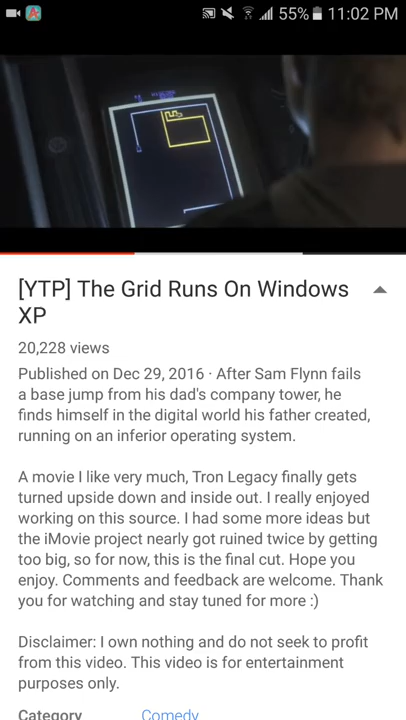 55% 11:02 PM
[YTP] The Grid Runs On Windows
XP
20,228 views
Published on Dec 29, 2016 · After Sam Flynn fails
a base jump from his dad's company tower, he
finds himself in the digital world his father created,
running on an inferior operating system.
A movie I like very much, Tron Legacy finally gets
turned upside down and inside out. I really enjoyed
working on this source. I had some more ideas but
the iMovie project nearly got ruined twice by getting
too big, so for now, this is the final cut. Hope you
enjoy. Comments and feedback are welcome. Thank
you for watching and stay tuned for more :)
Disclaimer: I own nothing and do not seek to profit
from this video. This video is for entertainment
purposes only.
Category Comedy